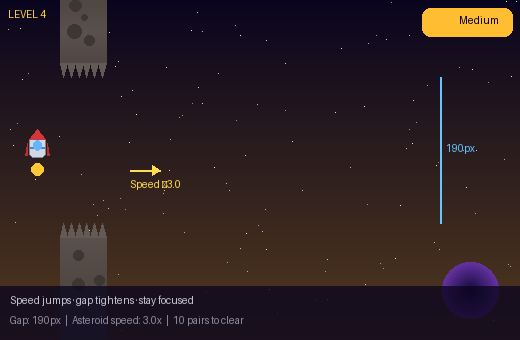 LEVEL 4
Medium
190px
Speed 3.0
Speed jumps · gap tightens · stay focused
Gap: 190px | Asteroid speed: 3.0x | 10 pairs to clear